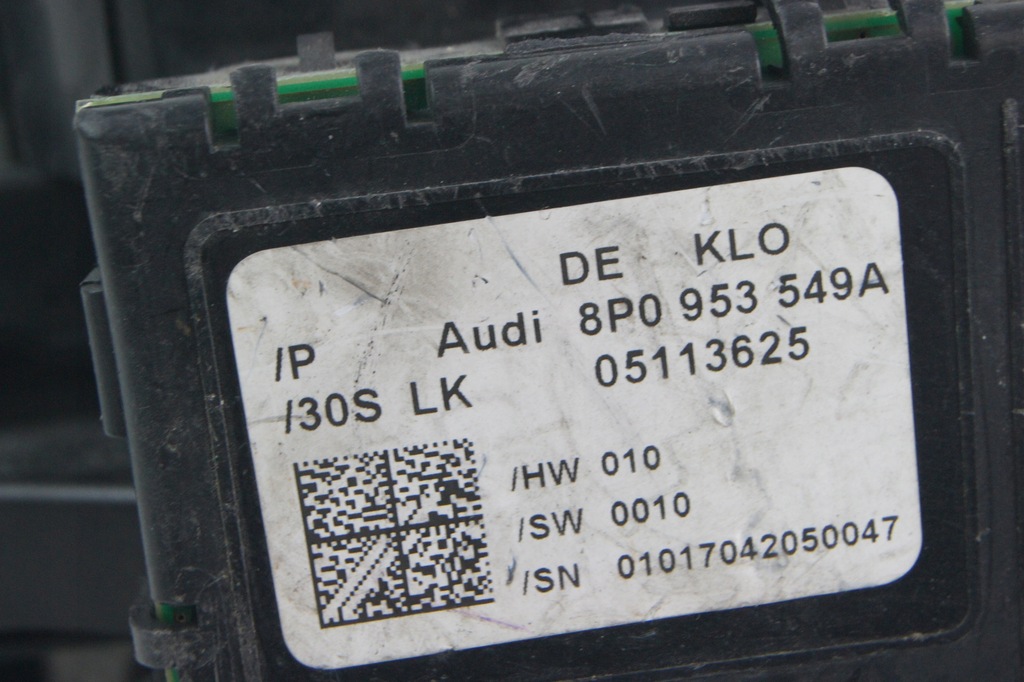 DE KLO
/P Audi 8P0 953 549A
/30S LK 05113625
/HW 010
/SW 0010
/SN 01017042050047